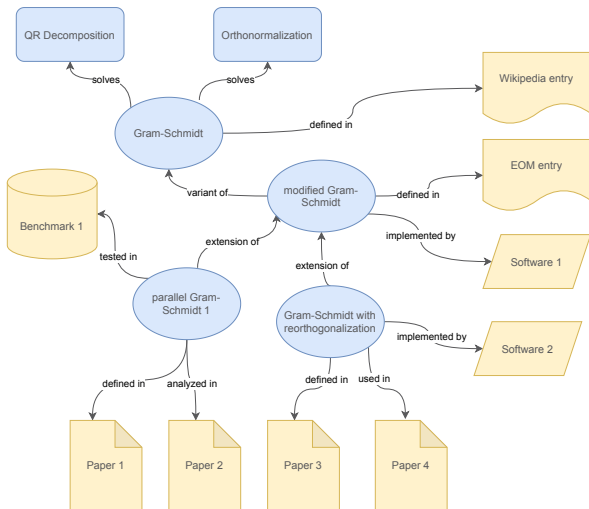 QR Decomposition
Orthonormalization
solves
solves
Wikipedia entry
Gram-Schmidt
defined in
EOM entry
variant of
modified Gram-
Schmidt
defined in
Benchmark 1
implemented by
extension of
tested in
extension of
Software 1
parallel Gram-
Schmidt 1
Gram-Schmidt with
reorthogonalization
implemented by
Software 2
defined in
analyzed in
defined in
used in
Paper 1
Paper 2
Paper 3
Paper 4